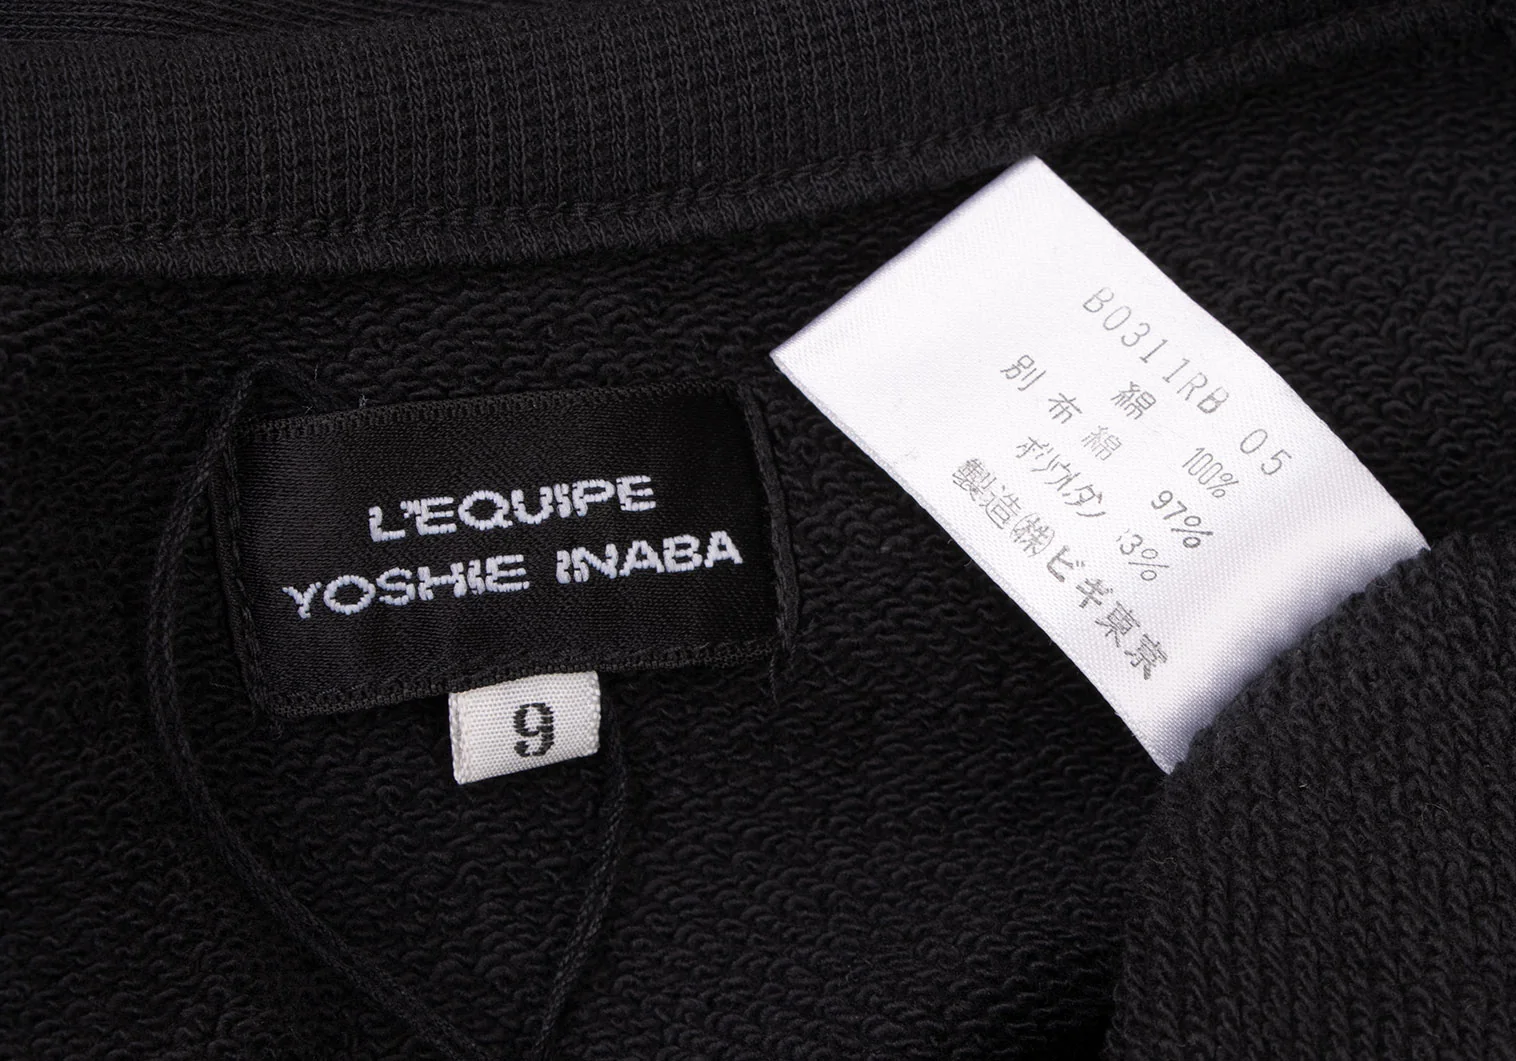 L'EQUIPE
YOSHIE INABA
9
B0311RB 05
綿 100%
別布綿 97%
ポリウレタン 3%
製造(株)ビギ東京